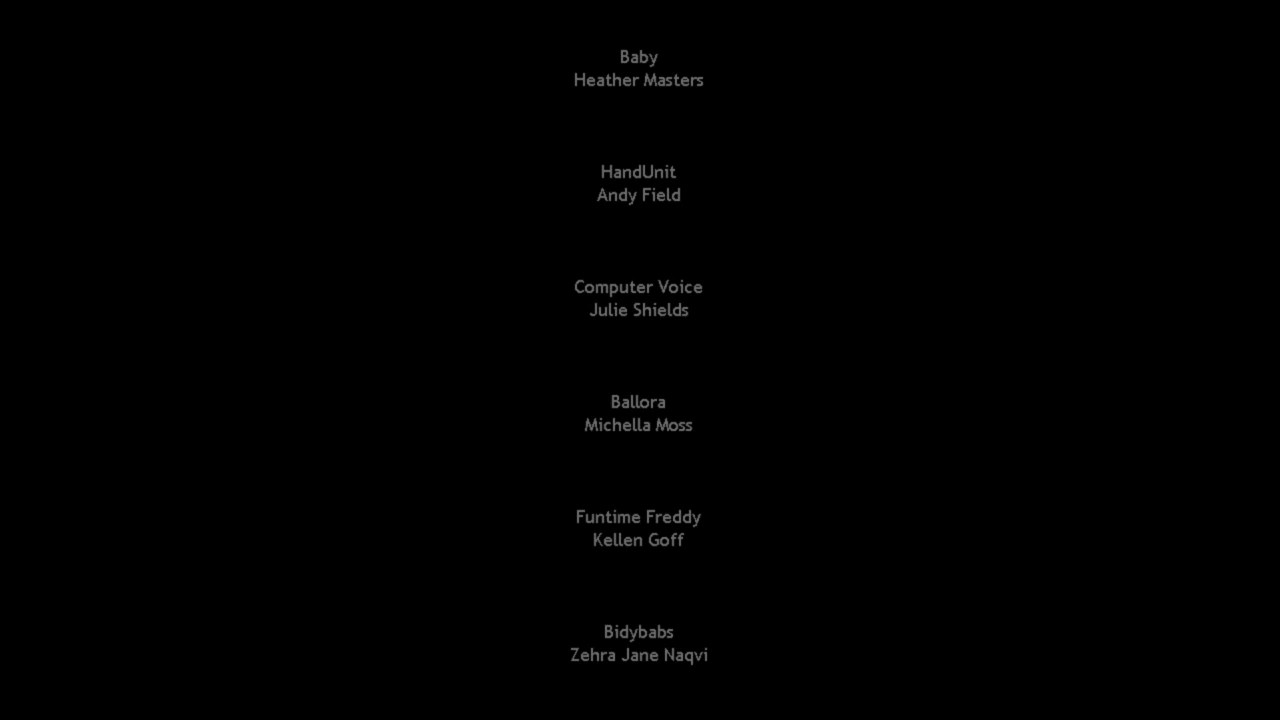 Baby
Heather Masters
HandUnit
Andy Field
Computer Voice
Julie Shields
Ballora
Michella Moss
Funtime Freddy
Kellen Goff
Bidybabs
Zehra Jane Naqvi